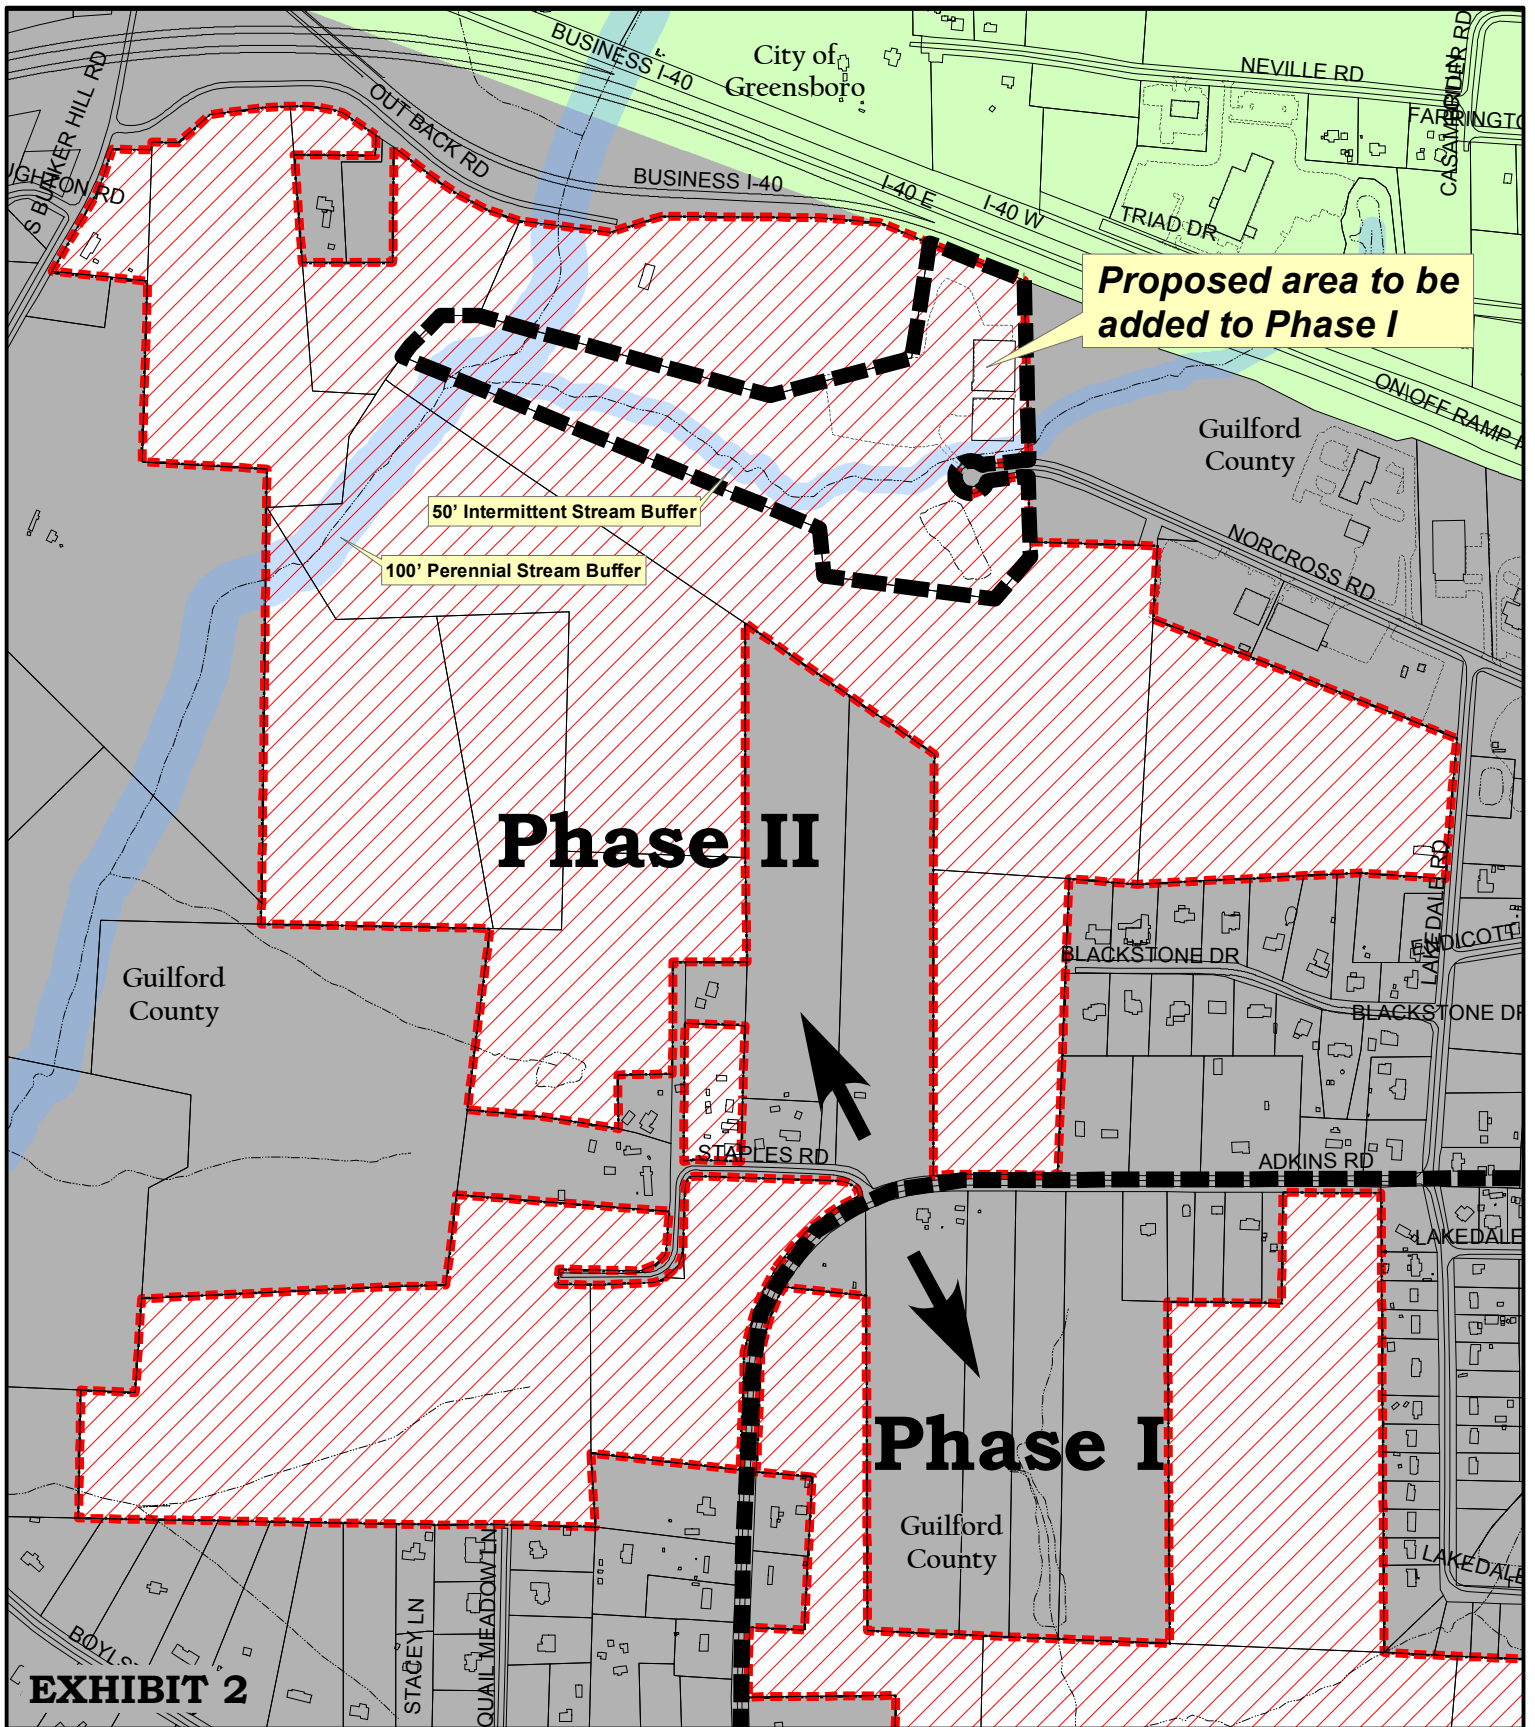 BUSINESS I-40
City of
Greensboro
NEVILLE RD
S BUNKER HILL RD
OUT BACK RD
BUSINESS I-40
I-40 E
I-40 W
TRIAD DR
Proposed area to be
added to Phase I
Guilford
County
50' Intermittent Stream Buffer
100' Perennial Stream Buffer
NORCROSS RD
Phase II
LAKEDALE RD
ENDICOTT
BLACKSTONE DR
BLACKSTONE DR
Guilford
County
STAPLES RD
ADKINS RD
LAKEDALE
Phase I
Guilford
County
LAKEDALE
STACEY LN
QUAIL MEADOW LN
EXHIBIT 2